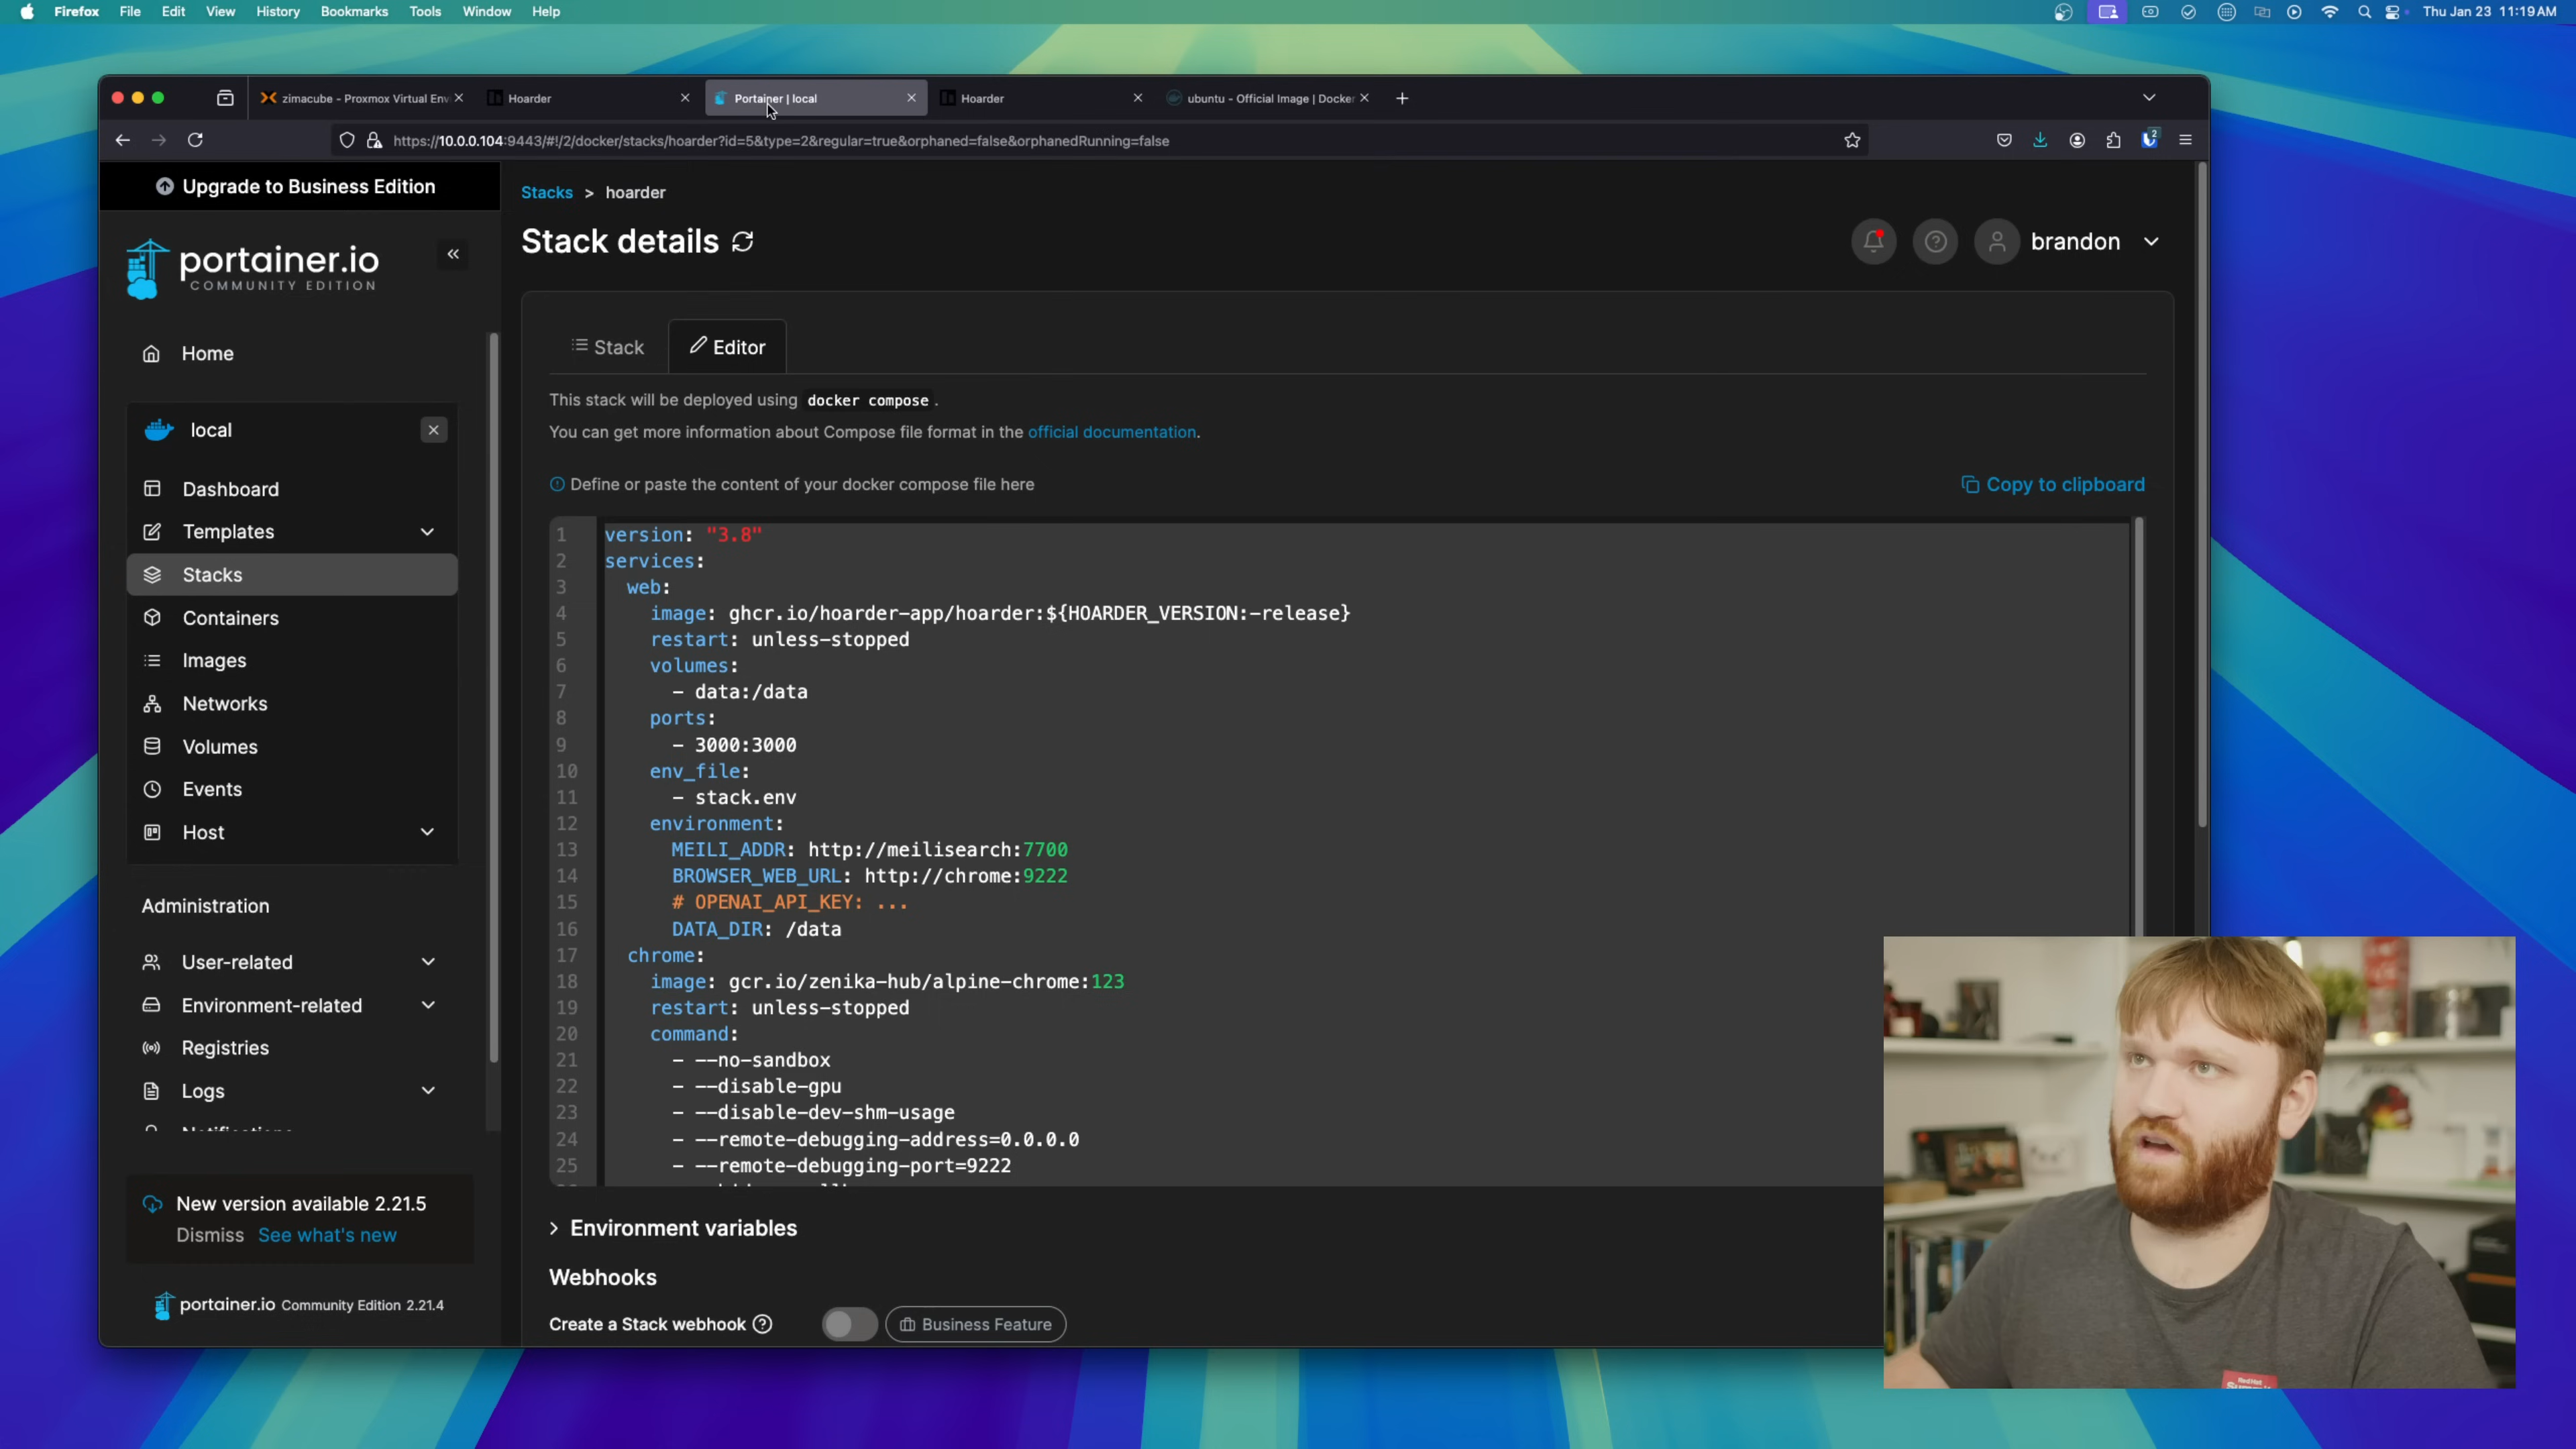 Firefox File Edit View History Bookmarks Tools Window Help
Thu Jan 23 11:19 AM
zimacube - Proxmox Virtual Env
Hoarder
Portainer | local
Hoarder
ubuntu - Official Image | Docker
https://10.0.0.104:9443/#!/2/docker/stacks/hoarder?id=5&type=2&regular=true&orphaned=false&orphanedRunning=false
2
Upgrade to Business Edition
portainer.io
COMMUNITY EDITION
Home
local
Dashboard
Templates
Stacks
Containers
Images
Networks
Volumes
Events
Host
Administration
User-related
Environment-related
Registries
Logs
New version available 2.21.5
Dismiss See what's new
portainer.io Community Edition 2.21.4
Stacks > hoarder
Stack details
brandon
Stack
Editor
This stack will be deployed using docker compose.
You can get more information about Compose file format in the official documentation.
Define or paste the content of your docker compose file here
Copy to clipboard
1 version: "3.8"
2 services:
3 web:
4 image: ghcr.io/hoarder-app/hoarder:${HOARDER_VERSION:-release}
5 restart: unless-stopped
6 volumes:
7 - data:/data
8 ports:
9 - 3000:3000
10 env_file:
11 - stack.env
12 environment:
13 MEILI_ADDR: http://meilisearch:7700
14 BROWSER_WEB_URL: http://chrome:9222
15 # OPENAI_API_KEY: ...
16 DATA_DIR: /data
17 chrome:
18 image: gcr.io/zenika-hub/alpine-chrome:123
19 restart: unless-stopped
20 command:
21 - --no-sandbox
22 - --disable-gpu
23 - --disable-dev-shm-usage
24 - --remote-debugging-address=0.0.0.0
25 - --remote-debugging-port=9222
Environment variables
Webhooks
Create a Stack webhook
Business Feature